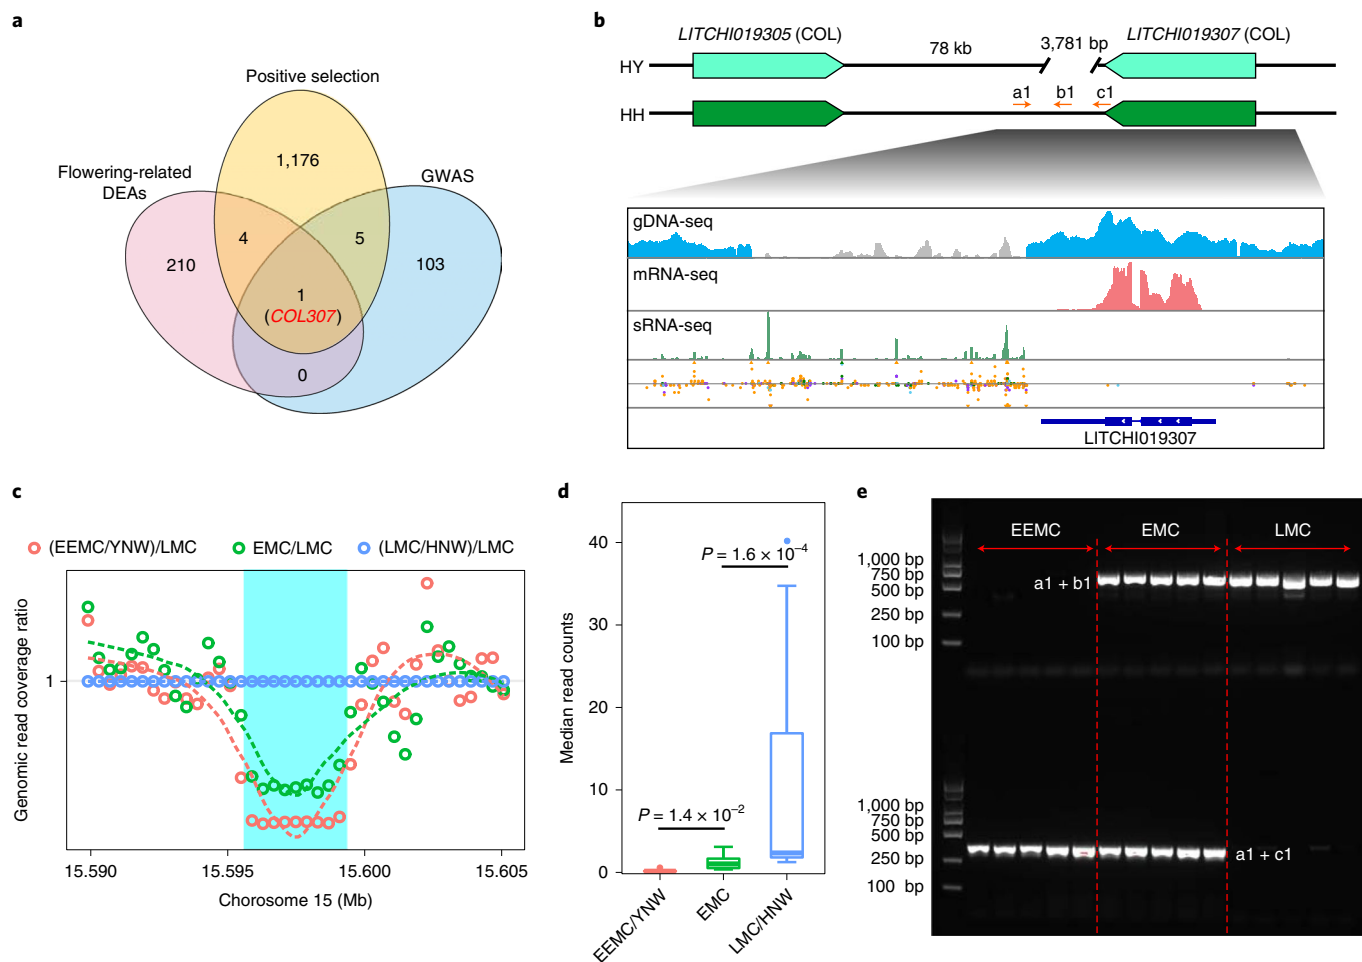 a
Positive selection
1,176
Flowering-related
DEAs
GWAS
4
5
210
103
1
(COL307)
0
b
LITCHI019305 (COL)
LITCHI019307 (COL)
78 kb
3,781 bp
HY
a1
b1
c1
HH
gDNA-seq
mRNA-seq
sRNA-seq
LITCHI019307
c
(EEMC/YNW)/LMC
EMC/LMC
(LMC/HNW)/LMC
Genomic read coverage ratio
1
15.590
15.595
15.600
15.605
Chorosome 15 (Mb)
d
Median read counts
40
30
20
10
0
P = 1.6 × 10⁻⁴
P = 1.4 × 10⁻²
EEMC/YNW
EMC
LMC/HNW
e
EEMC
EMC
LMC
1,000 bp
750 bp
500 bp
250 bp
100 bp
a1 + b1
1,000 bp
750 bp
500 bp
250 bp
100 bp
a1 + c1